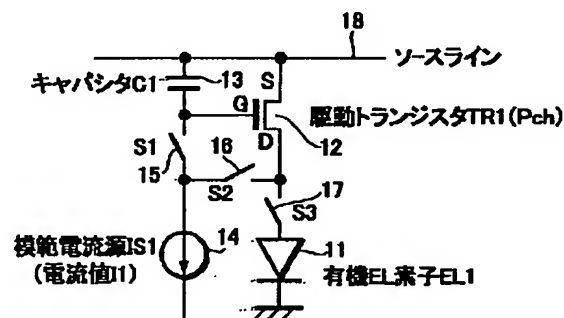 18
ソースライン
キャパシタC1
13
S
G
駆動トランジスタTR1(Pch)
D
12
S1
16
15
S2
17
S3
模範電流源IS1
(電流値I1)
14
11
有機EL素子EL1